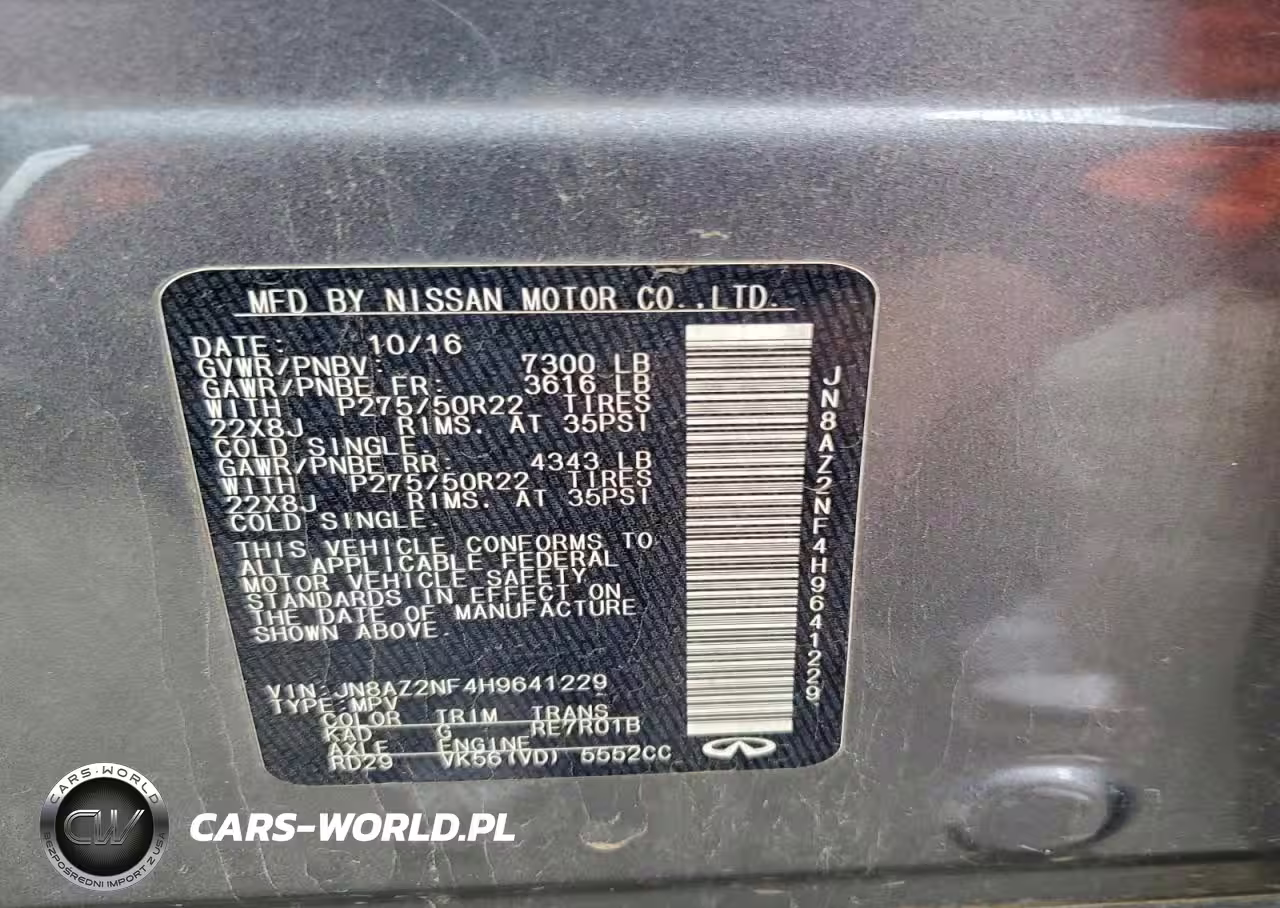 MFD BY NISSAN MOTOR CO.,LTD.
DATE: 10/16
GVWR/PNBV: 7300 LB
GAWR/PNBE FR: 3616 LB
WITH P275/50R22 TIRES
22X8J RIMS. AT 35PSI
COLD SINGLE.
GAWR/PNBE RR: 4343 LB
WITH P275/50R22 TIRES
22X8J RIMS. AT 35PSI
COLD SINGLE.
THIS VEHICLE CONFORMS TO
ALL APPLICABLE FEDERAL
MOTOR VEHICLE SAFETY
STANDARDS IN EFFECT ON
THE DATE OF MANUFACTURE
SHOWN ABOVE.
VIN:JN8AZ2NF4H9641229
TYPE:MPV
COLOR TRIM TRANS
KAD G RE7R01B
AXLE ENGINE
RD29 VK56(VD) 5552CC
JN8AZ2NF4H9641229
CARS-WORLD
CW
BEZPOŚREDNI IMPORT Z USA
CARS-WORLD.PL